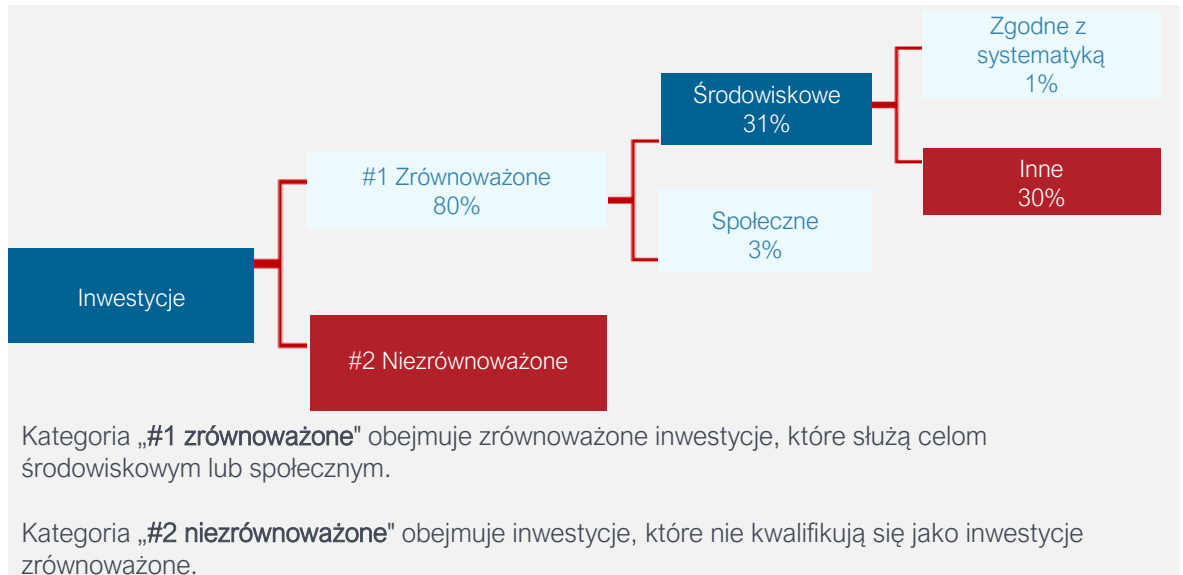 Zgodne z
systematyką
1%
Środowiskowe
31%
Inne
30%
#1 Zrównoważone
80%
Społeczne
3%
Inwestycje
#2 Niezrównoważone
Kategoria „#1 zrównoważone" obejmuje zrównoważone inwestycje, które służą celom
środowiskowym lub społecznym.
Kategoria „#2 niezrównoważone" obejmuje inwestycje, które nie kwalifikują się jako inwestycje
zrównoważone.